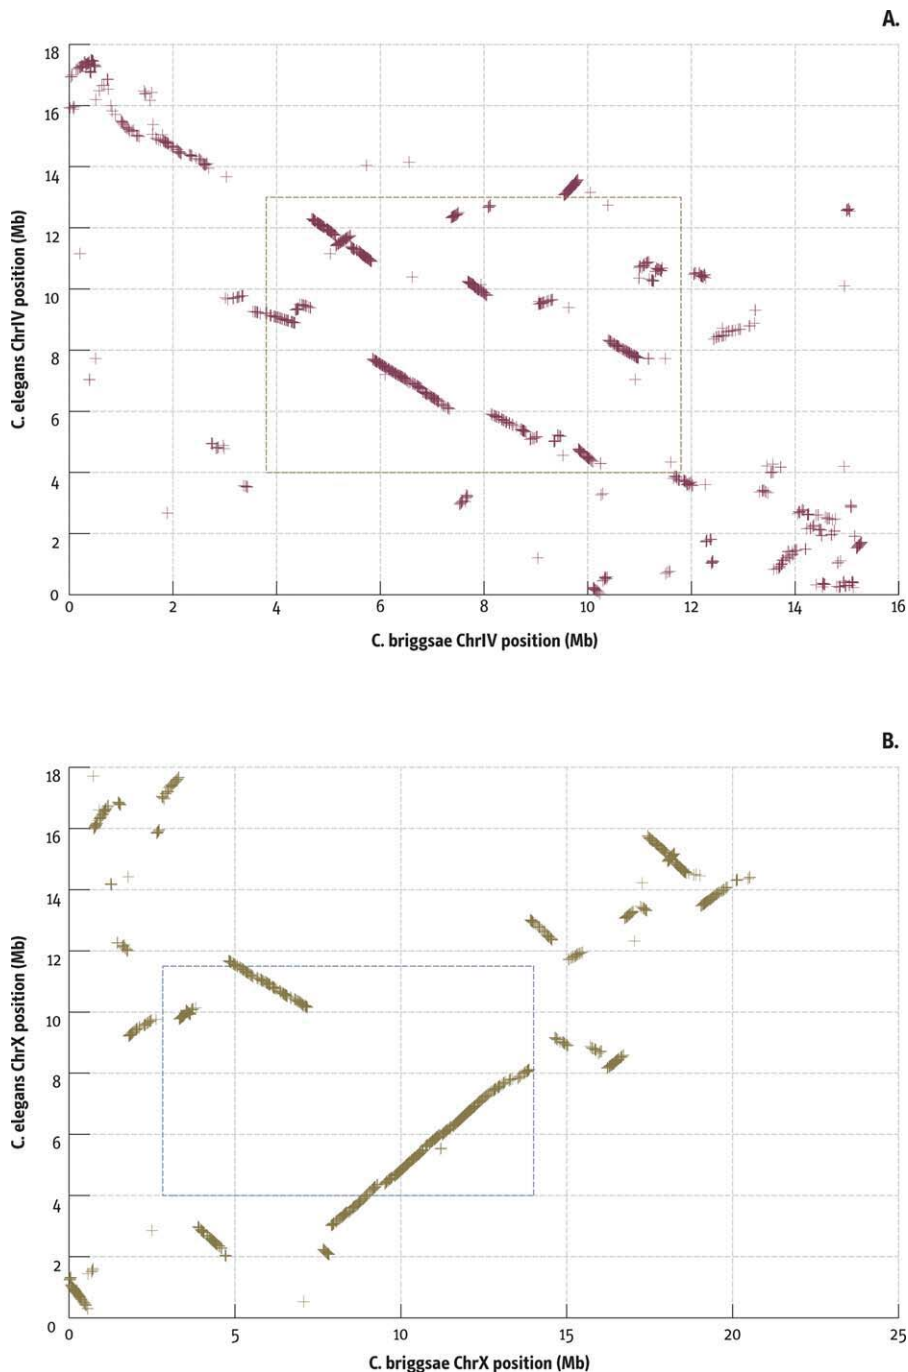 A.
18
16
14
12
10
8
6
4
2
0
C. elegans ChrIV position (Mb)
0 2 4 6 8 10 12 14 16
C. briggsae ChrIV position (Mb)
B.
18
16
14
12
10
8
6
4
2
0
C. elegans ChrX position (Mb)
0 5 10 15 20 25
C. briggsae ChrX position (Mb)